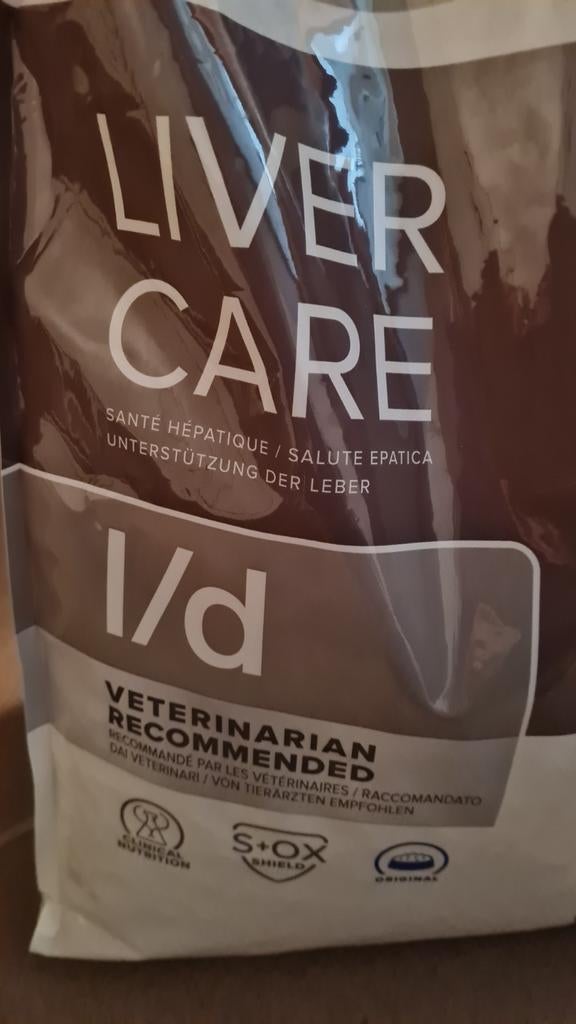 LIVER
CARE
SANTÉ HÉPATIQUE / SALUTE EPATICA
UNTERSTÜTZUNG DER LEBER
l/d
VETERINARIAN
RECOMMENDED
RECOMMANDÉ PAR LES VÉTÉRINAIRES / RACCOMANDATO
DAI VETERINARI / VON TIERÄRZTEN EMPFOHLEN
CLINICAL
NUTRITION
S+OX
SHIELD
ORIGINAL